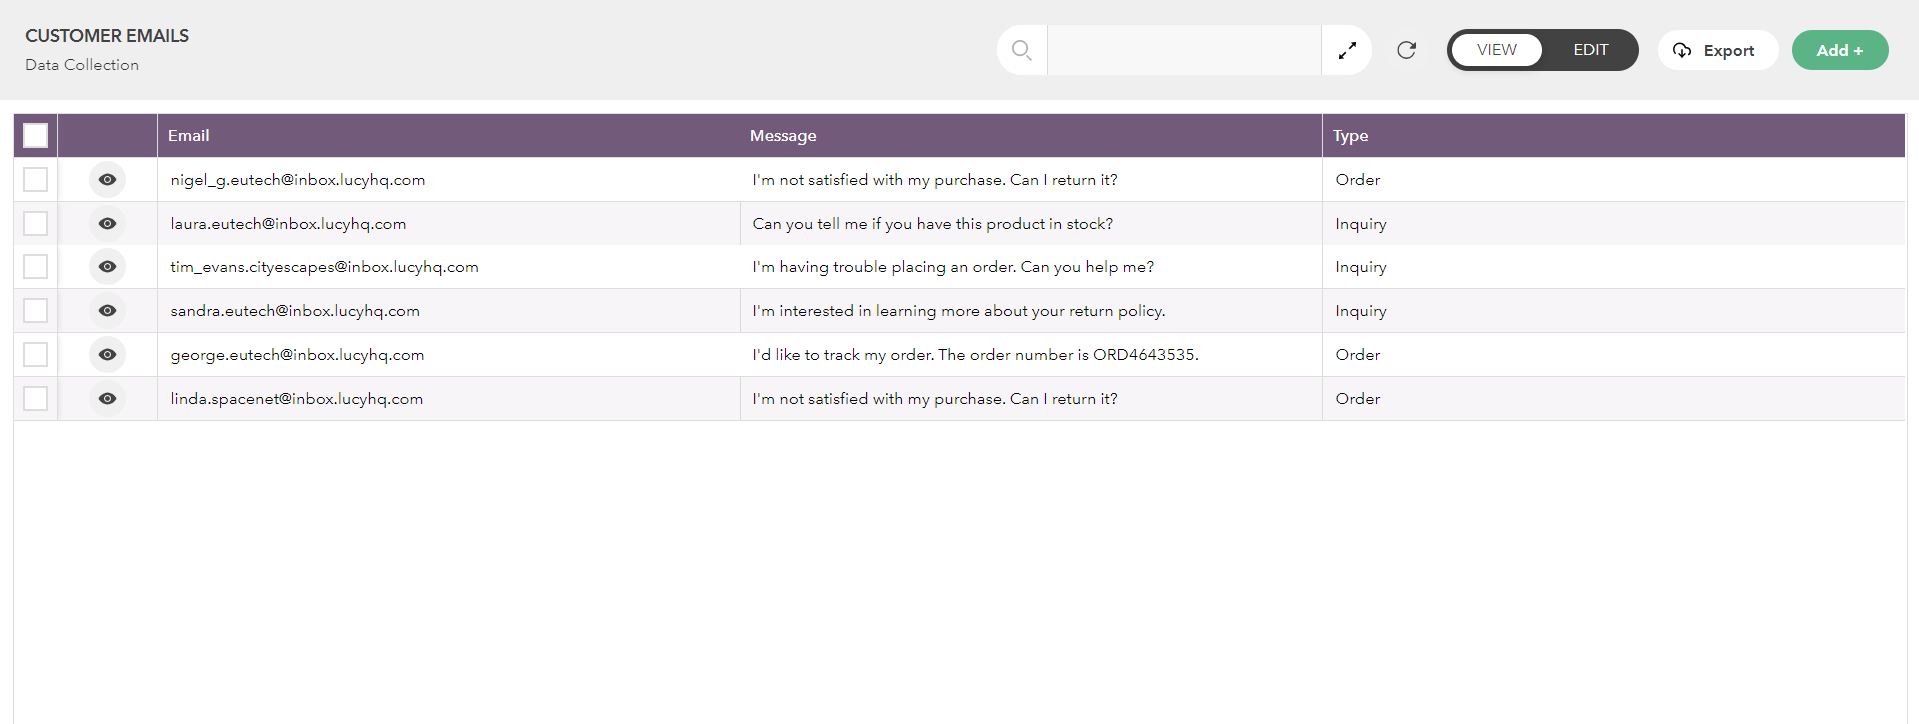 CUSTOMER EMAILS
Data Collection
VIEW EDIT Export Add +
Email Message Type
nigel_g.eutech@inbox.lucyhq.com I'm not satisfied with my purchase. Can I return it? Order
laura.eutech@inbox.lucyhq.com Can you tell me if you have this product in stock? Inquiry
tim_evans.cityescapes@inbox.lucyhq.com I'm having trouble placing an order. Can you help me? Inquiry
sandra.eutech@inbox.lucyhq.com I'm interested in learning more about your return policy. Inquiry
george.eutech@inbox.lucyhq.com I'd like to track my order. The order number is ORD4643535. Order
linda.spacenet@inbox.lucyhq.com I'm not satisfied with my purchase. Can I return it? Order